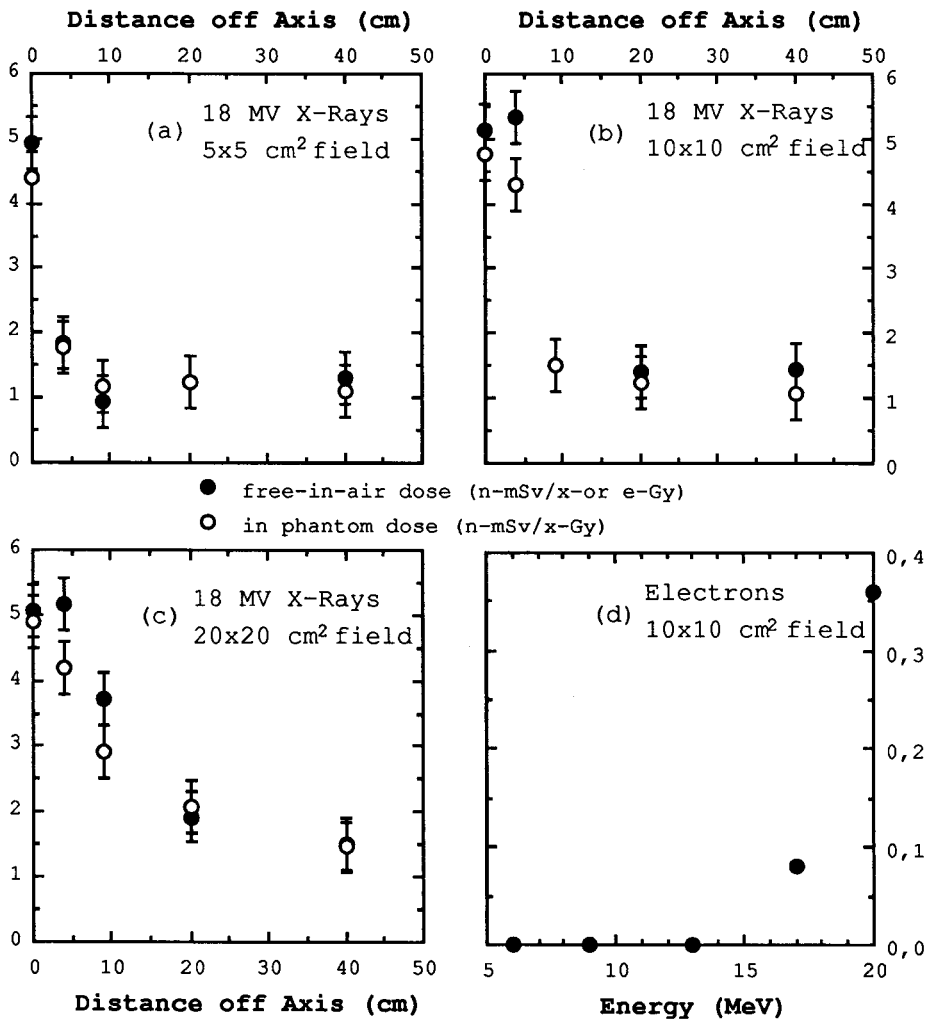 Distance off Axis (cm)
0 10 20 30 40 50
6
5
4
3
2
1
0
(a) 18 MV X-Rays
5x5 cm² field
Distance off Axis (cm)
0 10 20 30 40 50
(b) 18 MV X-Rays
10x10 cm² field
6
5
4
3
2
1
0
● free-in-air dose (n-mSv/x-or e-Gy)
○ in phantom dose (n-mSv/x-Gy)
6
5
4
3
2
1
0
(c) 18 MV X-Rays
20x20 cm² field
0 10 20 30 40 50
Distance off Axis (cm)
(d) Electrons
10x10 cm² field
0,4
0,3
0,2
0,1
0,0
5 10 15 20
Energy (MeV)